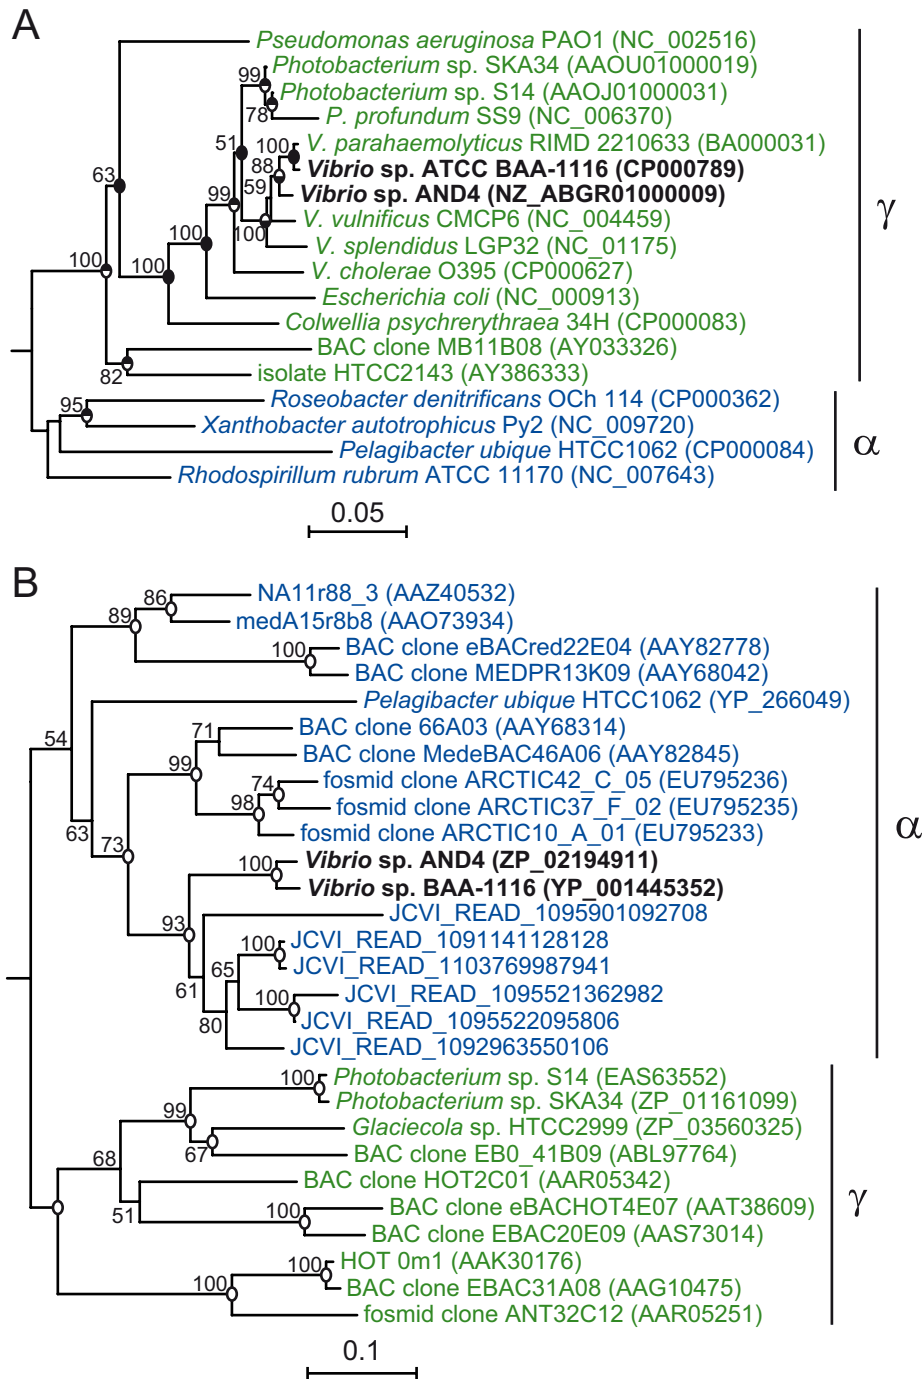 A
Pseudomonas aeruginosa PAO1 (NC_002516)
Photobacterium sp. SKA34 (AAOU01000019)
99
Photobacterium sp. S14 (AAOJ01000031)
78
P. profundum SS9 (NC_006370)
51
V. parahaemolyticus RIMD 2210633 (BA000031)
100
Vibrio sp. ATCC BAA-1116 (CP000789)
88
63
59
Vibrio sp. AND4 (NZ_ABGR01000009)
99
V. vulnificus CMCP6 (NC_004459)
γ
100
100
V. splendidus LGP32 (NC_01175)
100
100
V. cholerae O395 (CP000627)
Escherichia coli (NC_000913)
Colwellia psychrerythraea 34H (CP000083)
BAC clone MB11B08 (AY033326)
82
isolate HTCC2143 (AY386333)
Roseobacter denitrificans OCh 114 (CP000362)
95
Xanthobacter autotrophicus Py2 (NC_009720)
α
Pelagibacter ubique HTCC1062 (CP000084)
Rhodospirillum rubrum ATCC 11170 (NC_007643)
0.05
B
NA11r88_3 (AAZ40532)
86
89
medA15r8b8 (AAO73934)
BAC clone eBACred22E04 (AAY82778)
100
BAC clone MEDPR13K09 (AAY68042)
Pelagibacter ubique HTCC1062 (YP_266049)
54
71
BAC clone 66A03 (AAY68314)
BAC clone MedeBAC46A06 (AAY82845)
99
74
fosmid clone ARCTIC42_C_05 (EU795236)
98
fosmid clone ARCTIC37_F_02 (EU795235)
63
fosmid clone ARCTIC10_A_01 (EU795233)
α
73
Vibrio sp. AND4 (ZP_02194911)
100
Vibrio sp. BAA-1116 (YP_001445352)
93
JCVI_READ_1095901092708
100
JCVI_READ_1091141128128
65
JCVI_READ_1103769987941
61
100
JCVI_READ_1095521362982
80
JCVI_READ_1095522095806
JCVI_READ_1092963550106
100
Photobacterium sp. S14 (EAS63552)
Photobacterium sp. SKA34 (ZP_01161099)
99
Glaciecola sp. HTCC2999 (ZP_03560325)
67
BAC clone EB0_41B09 (ABL97764)
68
BAC clone HOT2C01 (AAR05342)
γ
51
100
BAC clone eBACHOT4E07 (AAT38609)
BAC clone EBAC20E09 (AAS73014)
100
HOT 0m1 (AAK30176)
100
BAC clone EBAC31A08 (AAG10475)
fosmid clone ANT32C12 (AAR05251)
0.1